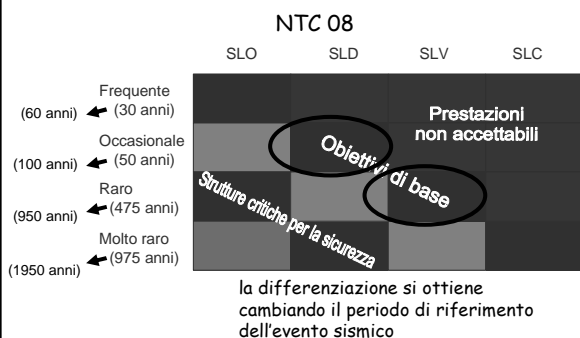 NTC 08
SLO SLD SLV SLC
Frequente
(60 anni) (30 anni)
Prestazioni
non accettabili
Occasionale
(100 anni) (50 anni)
Obiettivi di base
Raro
(950 anni) (475 anni)
Strutture critiche per la sicurezza
Molto raro
(1950 anni) (975 anni)
la differenziazione si ottiene
cambiando il periodo di riferimento
dell'evento sismico